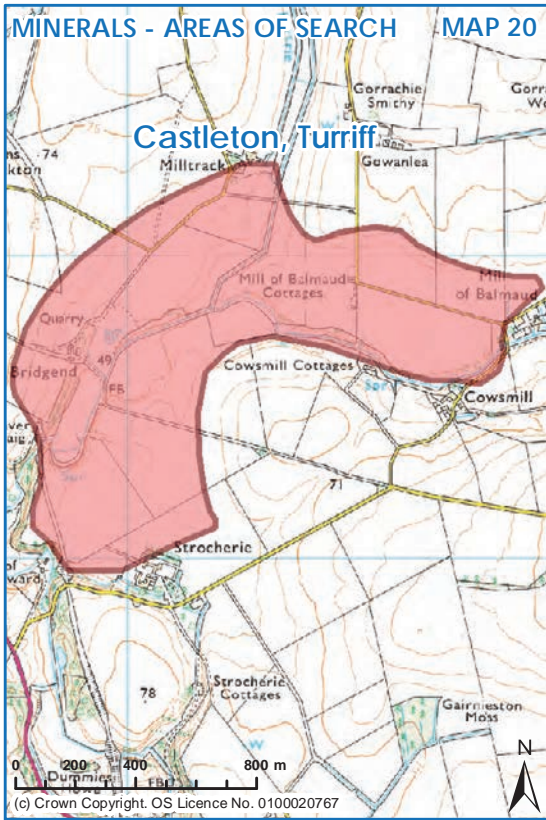 MINERALS - AREAS OF SEARCH MAP 20
Gorrachie
Smithy
Castleton, Turriff
74
Milltrack
Gowanlea
Mill of Balmaud
Cottages
Mill
of Balmaud
Quarry
49
Bridgend
FB
Cowsmill Cottages
Spr
Cowsmill
71
Strocherie
Strocherie
Cottages
78
Gairnieston
Moss
W
N
0 200 400 800 m
Dummies
FB
(c) Crown Copyright. OS Licence No. 0100020767